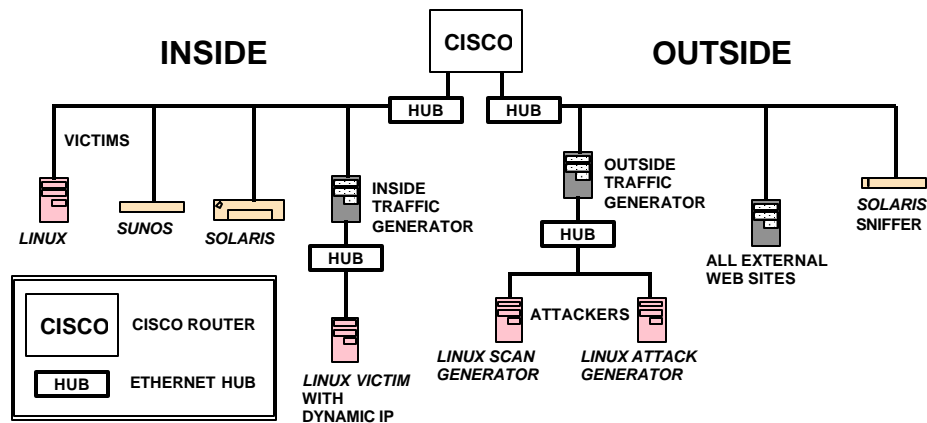 CISCO
INSIDE
OUTSIDE
HUB
HUB
VICTIMS
LINUX
SUNOS
SOLARIS
INSIDE
TRAFFIC
GENERATOR
HUB
LINUX VICTIM
WITH
DYNAMIC IP
OUTSIDE
TRAFFIC
GENERATOR
HUB
ATTACKERS
LINUX SCAN
GENERATOR
LINUX ATTACK
GENERATOR
ALL EXTERNAL
WEB SITES
SOLARIS
SNIFFER
CISCO
CISCO ROUTER
HUB
ETHERNET HUB